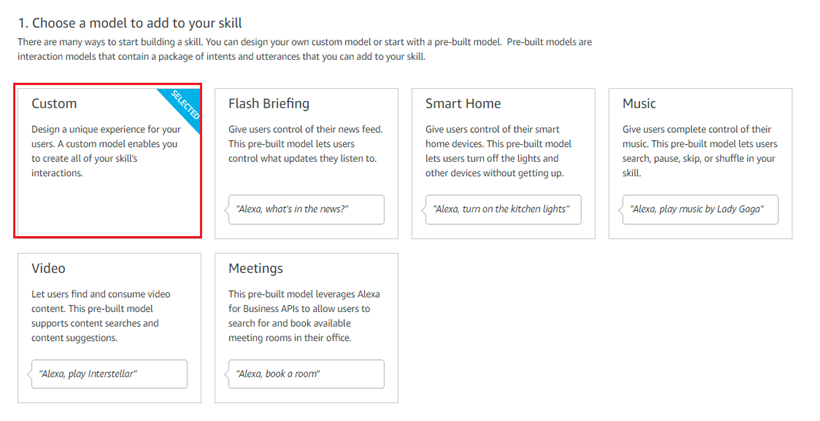 1. Choose a model to add to your skill
There are many ways to start building a skill. You can design your own custom model or start with a pre-built model. Pre-built models are
interaction models that contain a package of intents and utterances that you can add to your skill.
Custom
SELECTED
Design a unique experience for your
users. A custom model enables you
to create all of your skill's
interactions.
Flash Briefing
Give users control of their news feed.
This pre-built model lets users
control what updates they listen to.
"Alexa, what's in the news?"
Smart Home
Give users control of their smart
home devices. This pre-built model
lets users turn off the lights and
other devices without getting up.
"Alexa, turn on the kitchen lights"
Music
Give users complete control of their
music. This pre-built model lets users
search, pause, skip, or shuffle in your
skill.
"Alexa, play music by Lady Gaga"
Video
Let users find and consume video
content. This pre-built model
supports content searches and
content suggestions.
"Alexa, play Interstellar"
Meetings
This pre-built model leverages Alexa
for Business APIs to allow users to
search for and book available
meeting rooms in their office.
"Alexa, book a room"